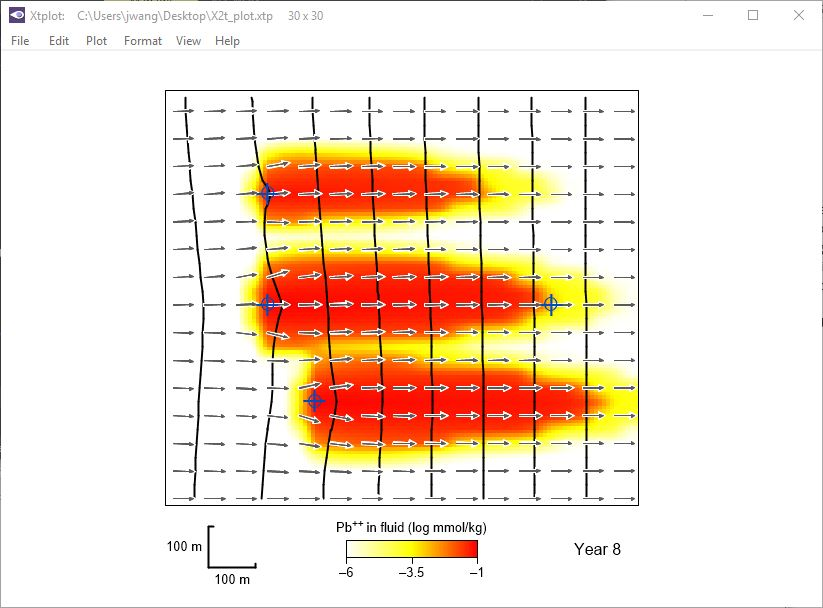 Xtplot: C:\Users\jwang\Desktop\X2t_plot.xtp 30 x 30
File Edit Plot Format View Help
Pb++ in fluid (log mmol/kg)
100 m
Year 8
–6 –3.5 –1
100 m